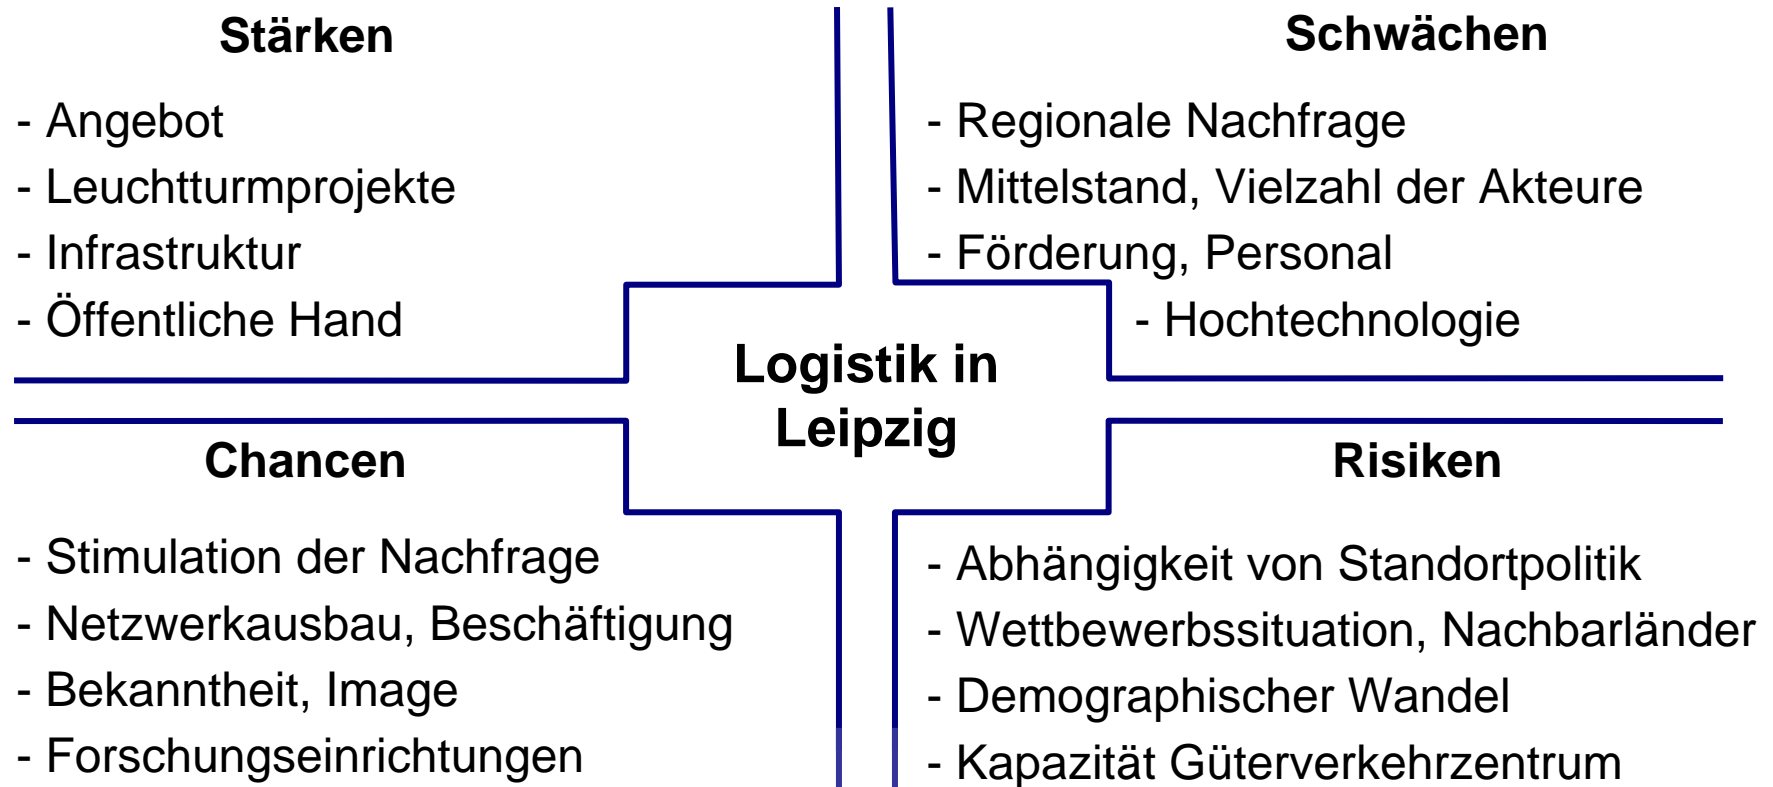 Stärken
- Angebot
- Leuchtturmprojekte
- Infrastruktur
- Öffentliche Hand
Schwächen
- Regionale Nachfrage
- Mittelstand, Vielzahl der Akteure
- Förderung, Personal
- Hochtechnologie
Logistik in
Leipzig
Chancen
- Stimulation der Nachfrage
- Netzwerkausbau, Beschäftigung
- Bekanntheit, Image
- Forschungseinrichtungen
Risiken
- Abhängigkeit von Standortpolitik
- Wettbewerbssituation, Nachbarländer
- Demographischer Wandel
- Kapazität Güterverkehrzentrum